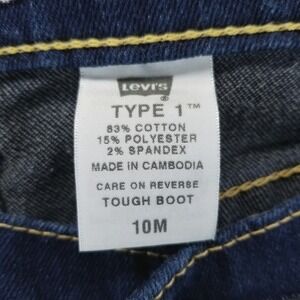 Levi's
®
TYPE 1™
83% COTTON
15% POLYESTER
2% SPANDEX
MADE IN CAMBODIA
CARE ON REVERSE
TOUGH BOOT
10M